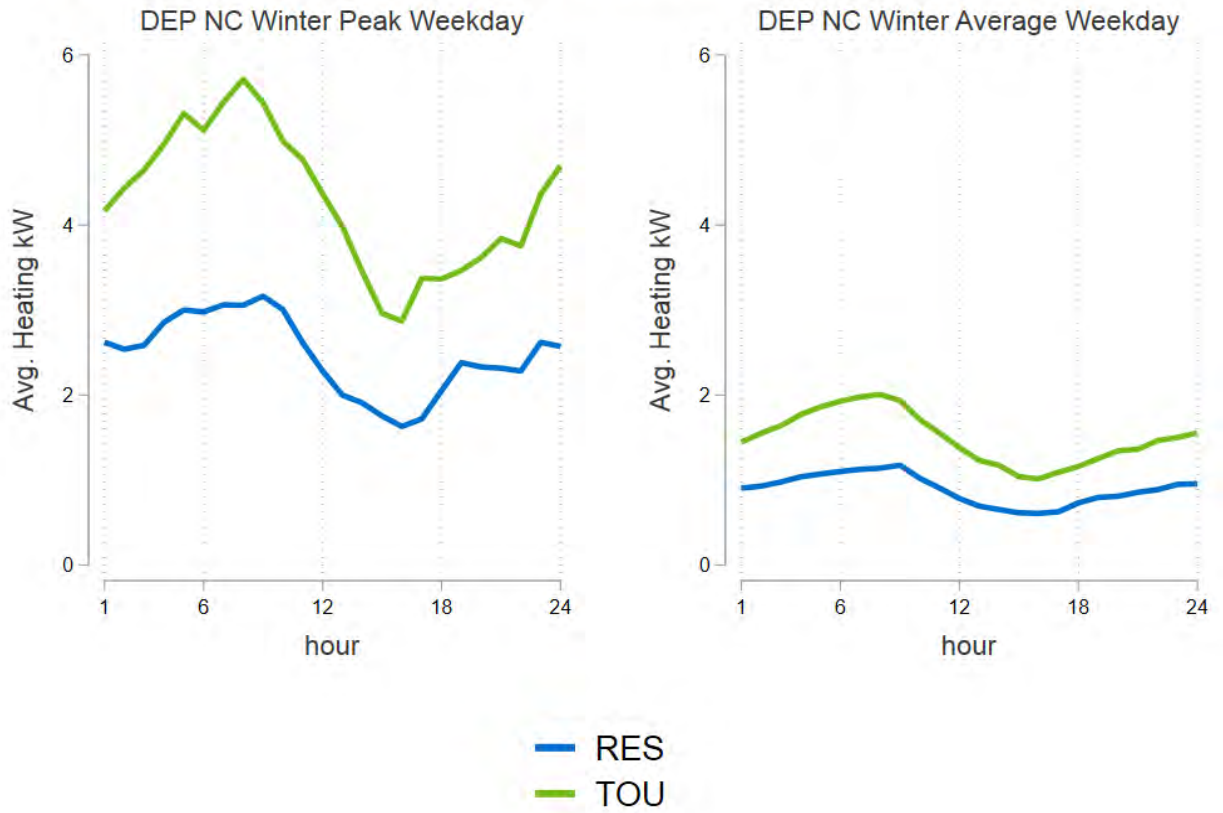 DEP NC Winter Peak Weekday
6
4
2
0
Avg. Heating kW
1 6 12 18 24
hour
DEP NC Winter Average Weekday
6
4
2
0
Avg. Heating kW
1 6 12 18 24
hour
RES
TOU